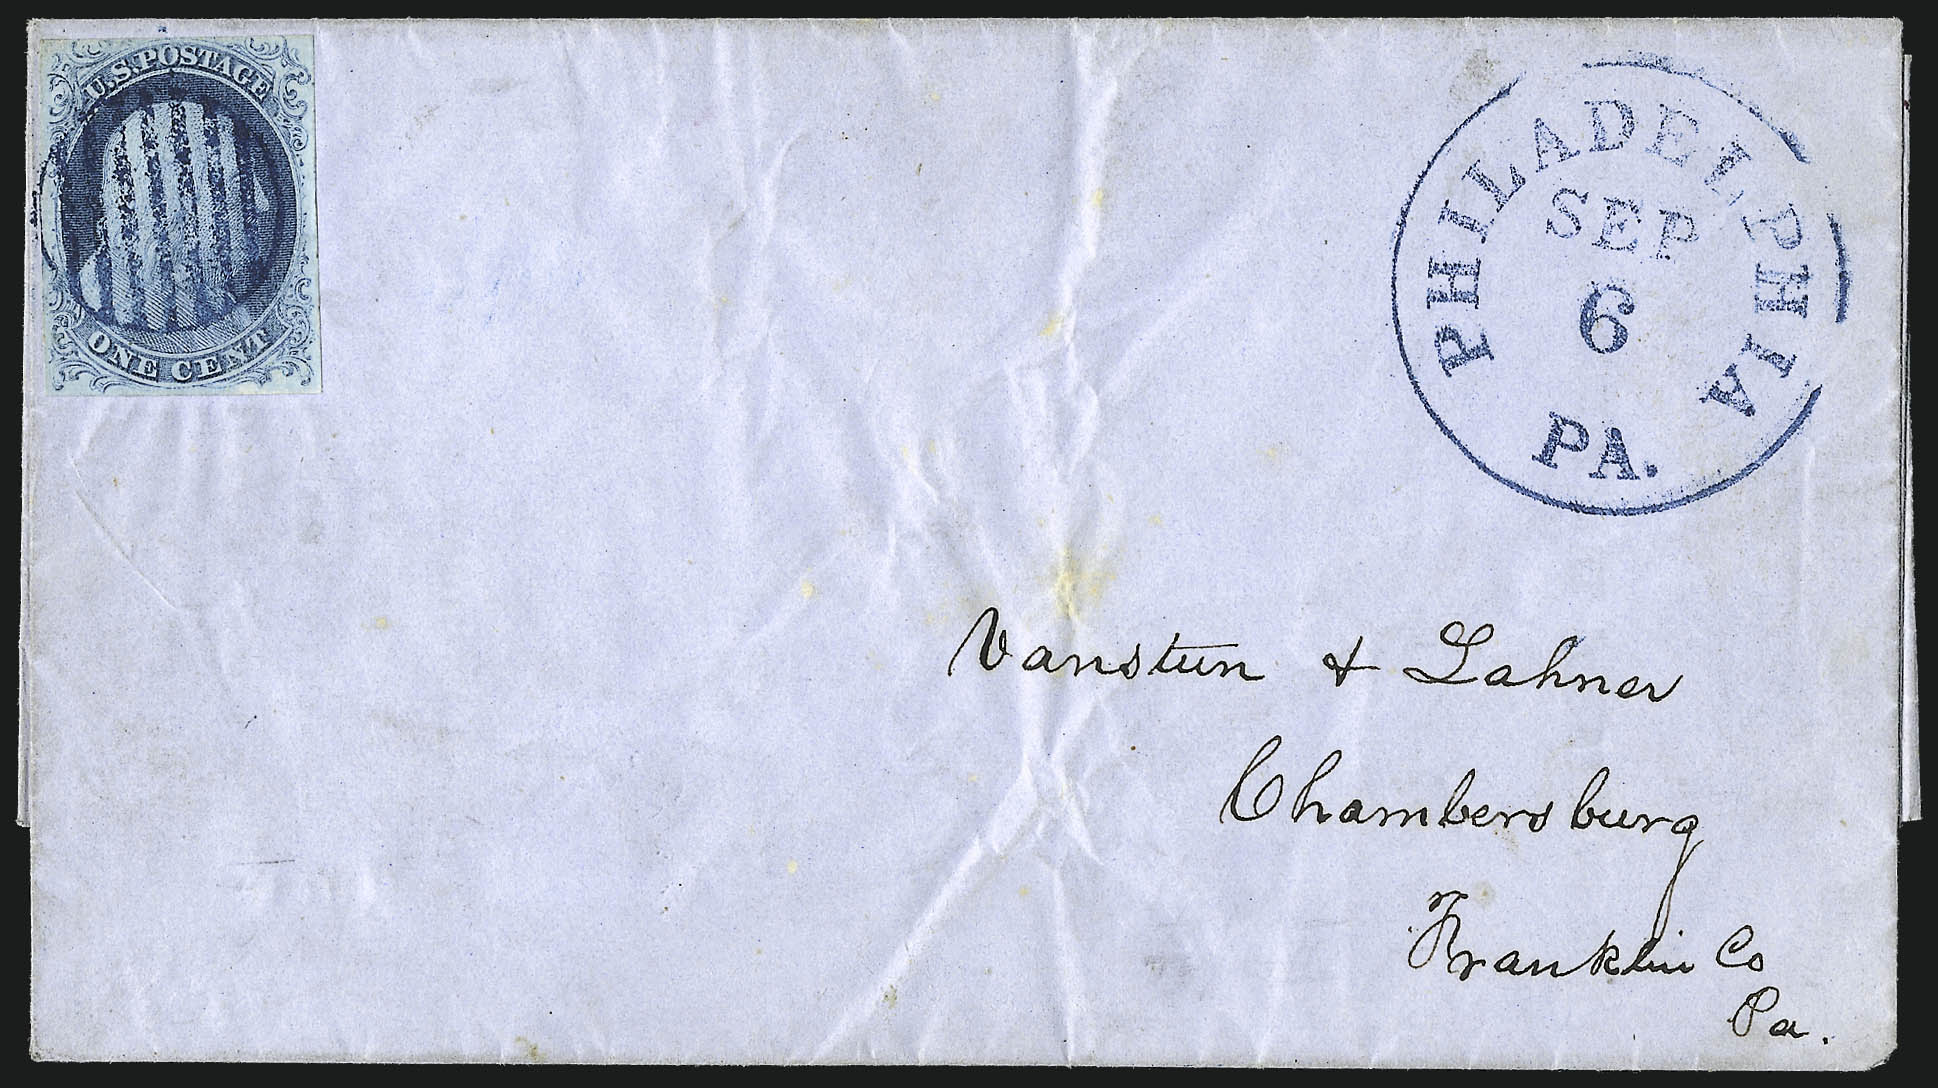 U.S. POSTAGE
ONE CENT
PHILADELPHIA
SEP
6
PA.
Vanstun & Lahner
Chambersburg
Franklin Co
Pa.